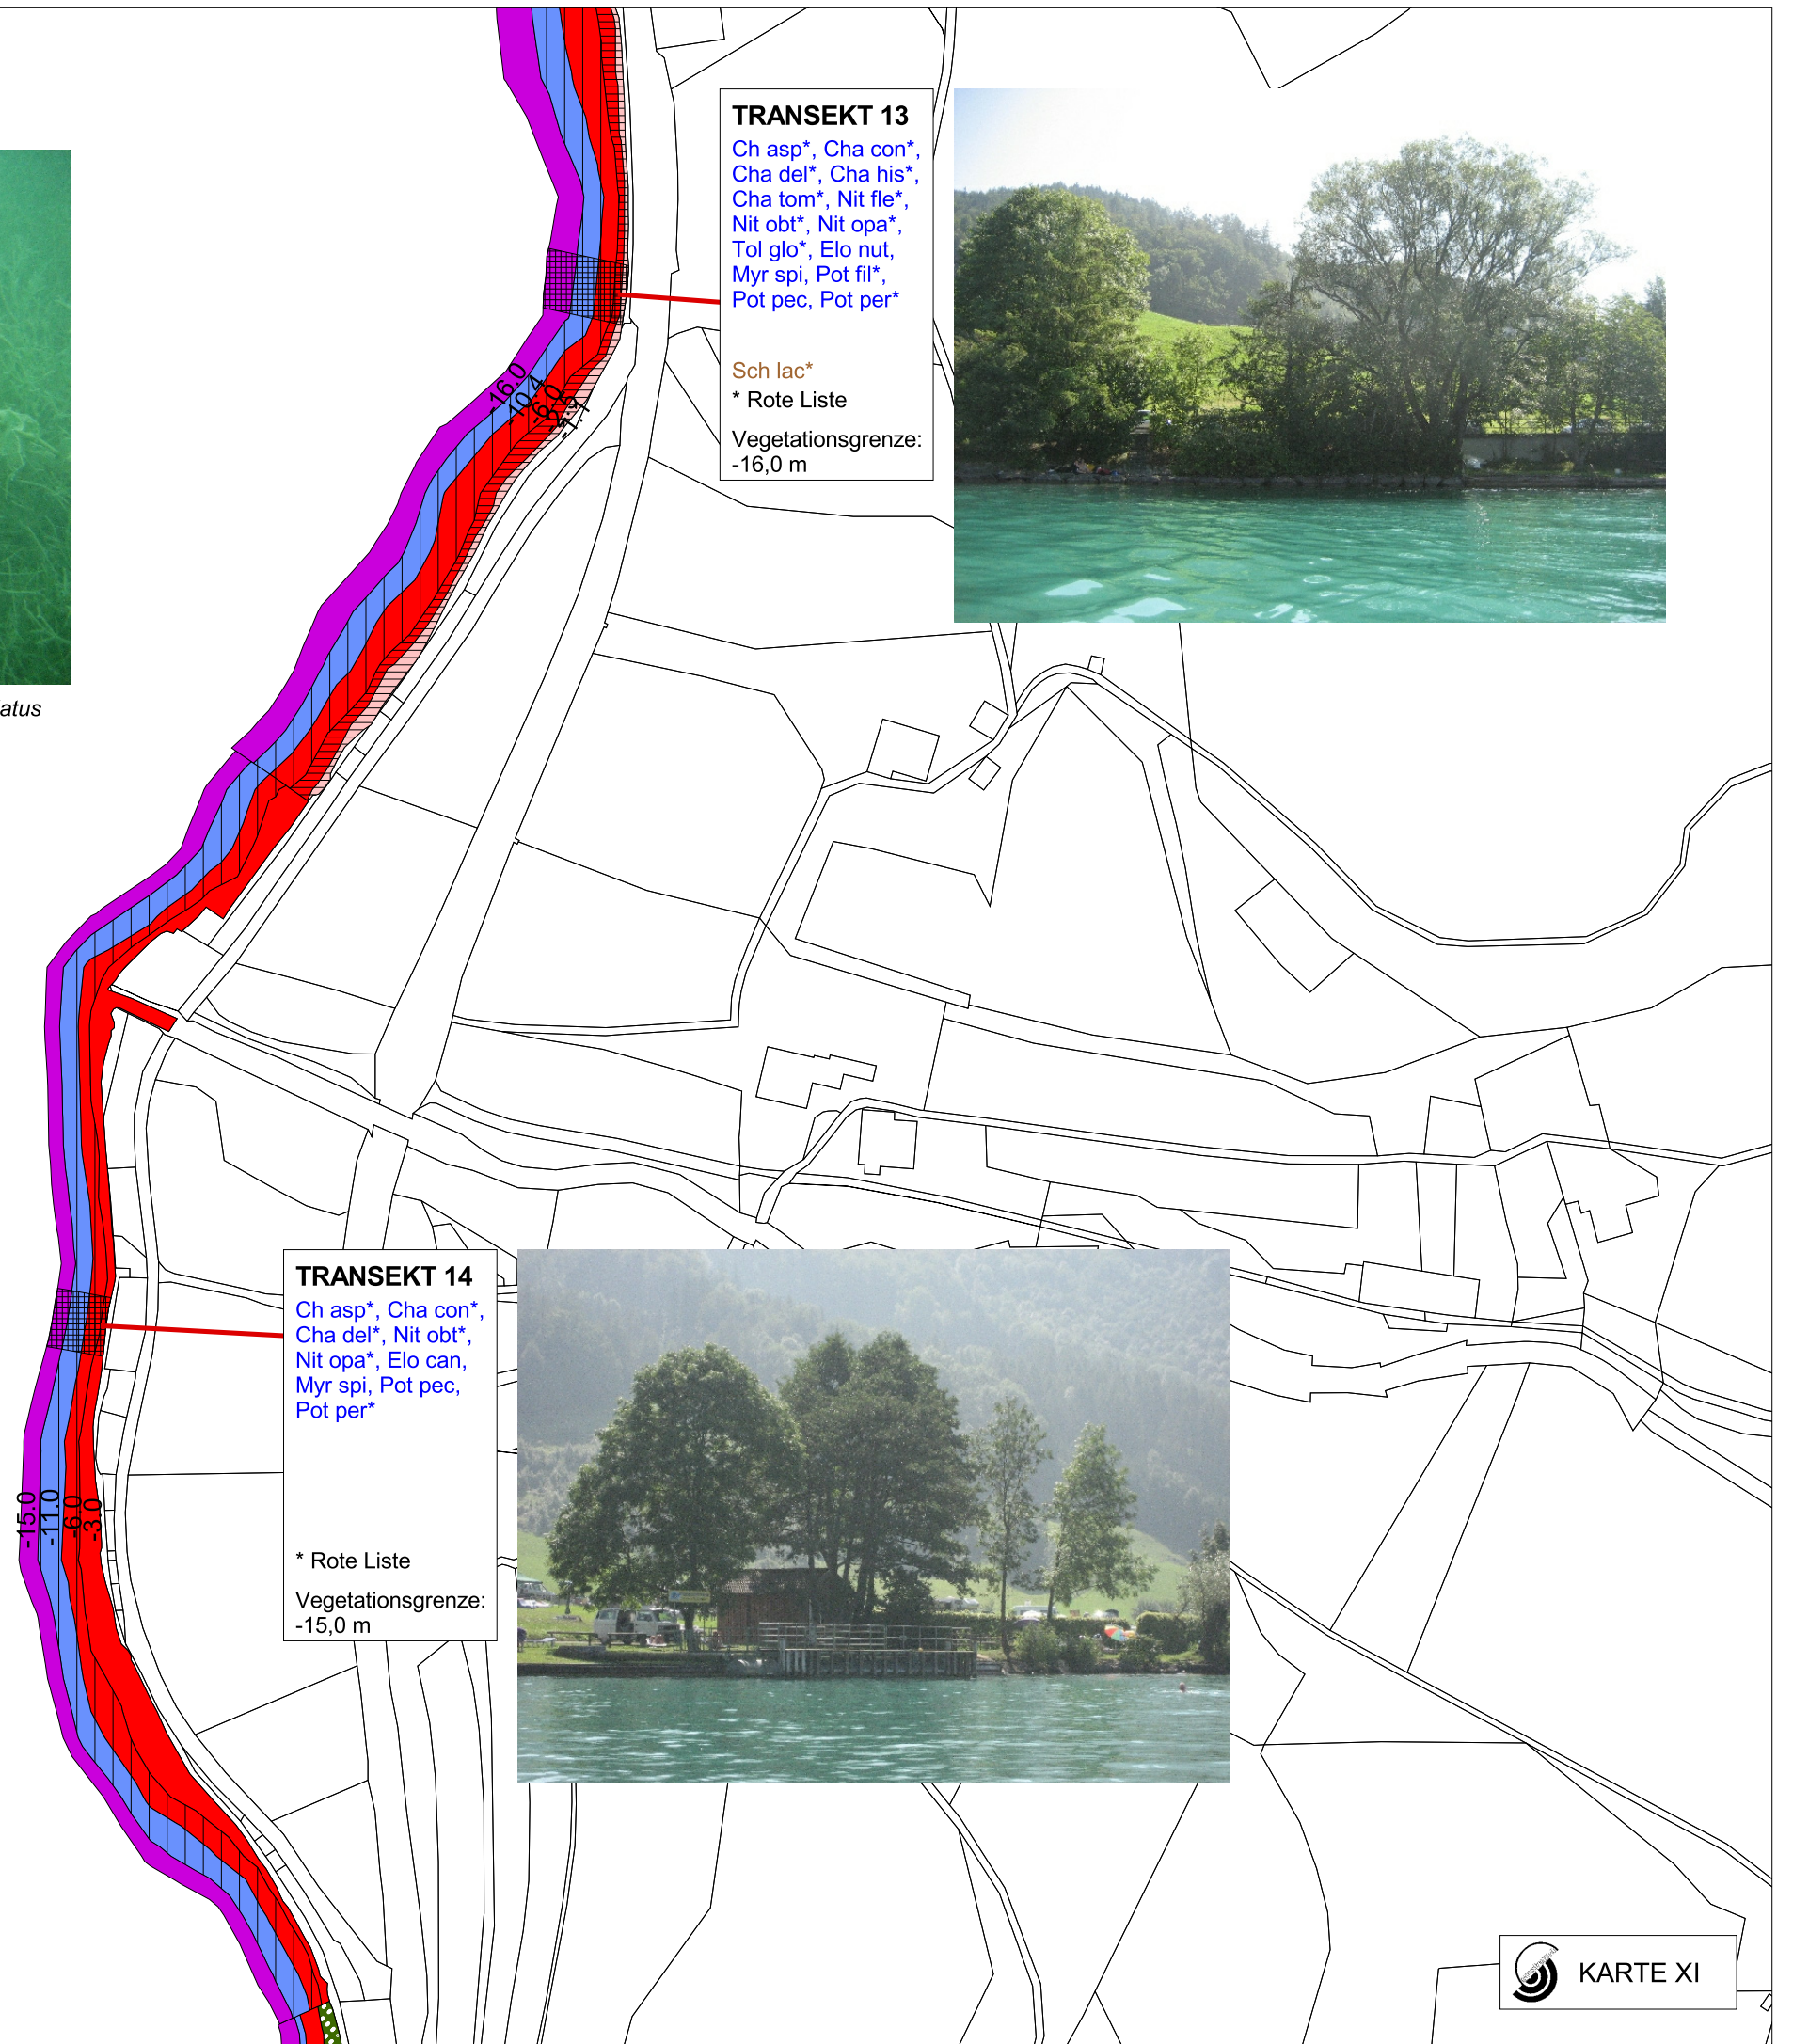 atus
TRANSEKT 13
Ch asp*, Cha con*,
Cha del*, Cha his*,
Cha tom*, Nit fle*,
Nit obt*, Nit opa*,
Tol glo*, Elo nut,
Myr spi, Pot fil*,
Pot pec, Pot per*
Sch lac*
* Rote Liste
Vegetationsgrenze:
-16,0 m
-16.0
-10.4
-6.0
TRANSEKT 14
Ch asp*, Cha con*,
Cha del*, Nit obt*,
Nit opa*, Elo can,
Myr spi, Pot pec,
Pot per*
* Rote Liste
Vegetationsgrenze:
-15,0 m
-15.0
-11.0
-6.0
-3.0
KARTE XI